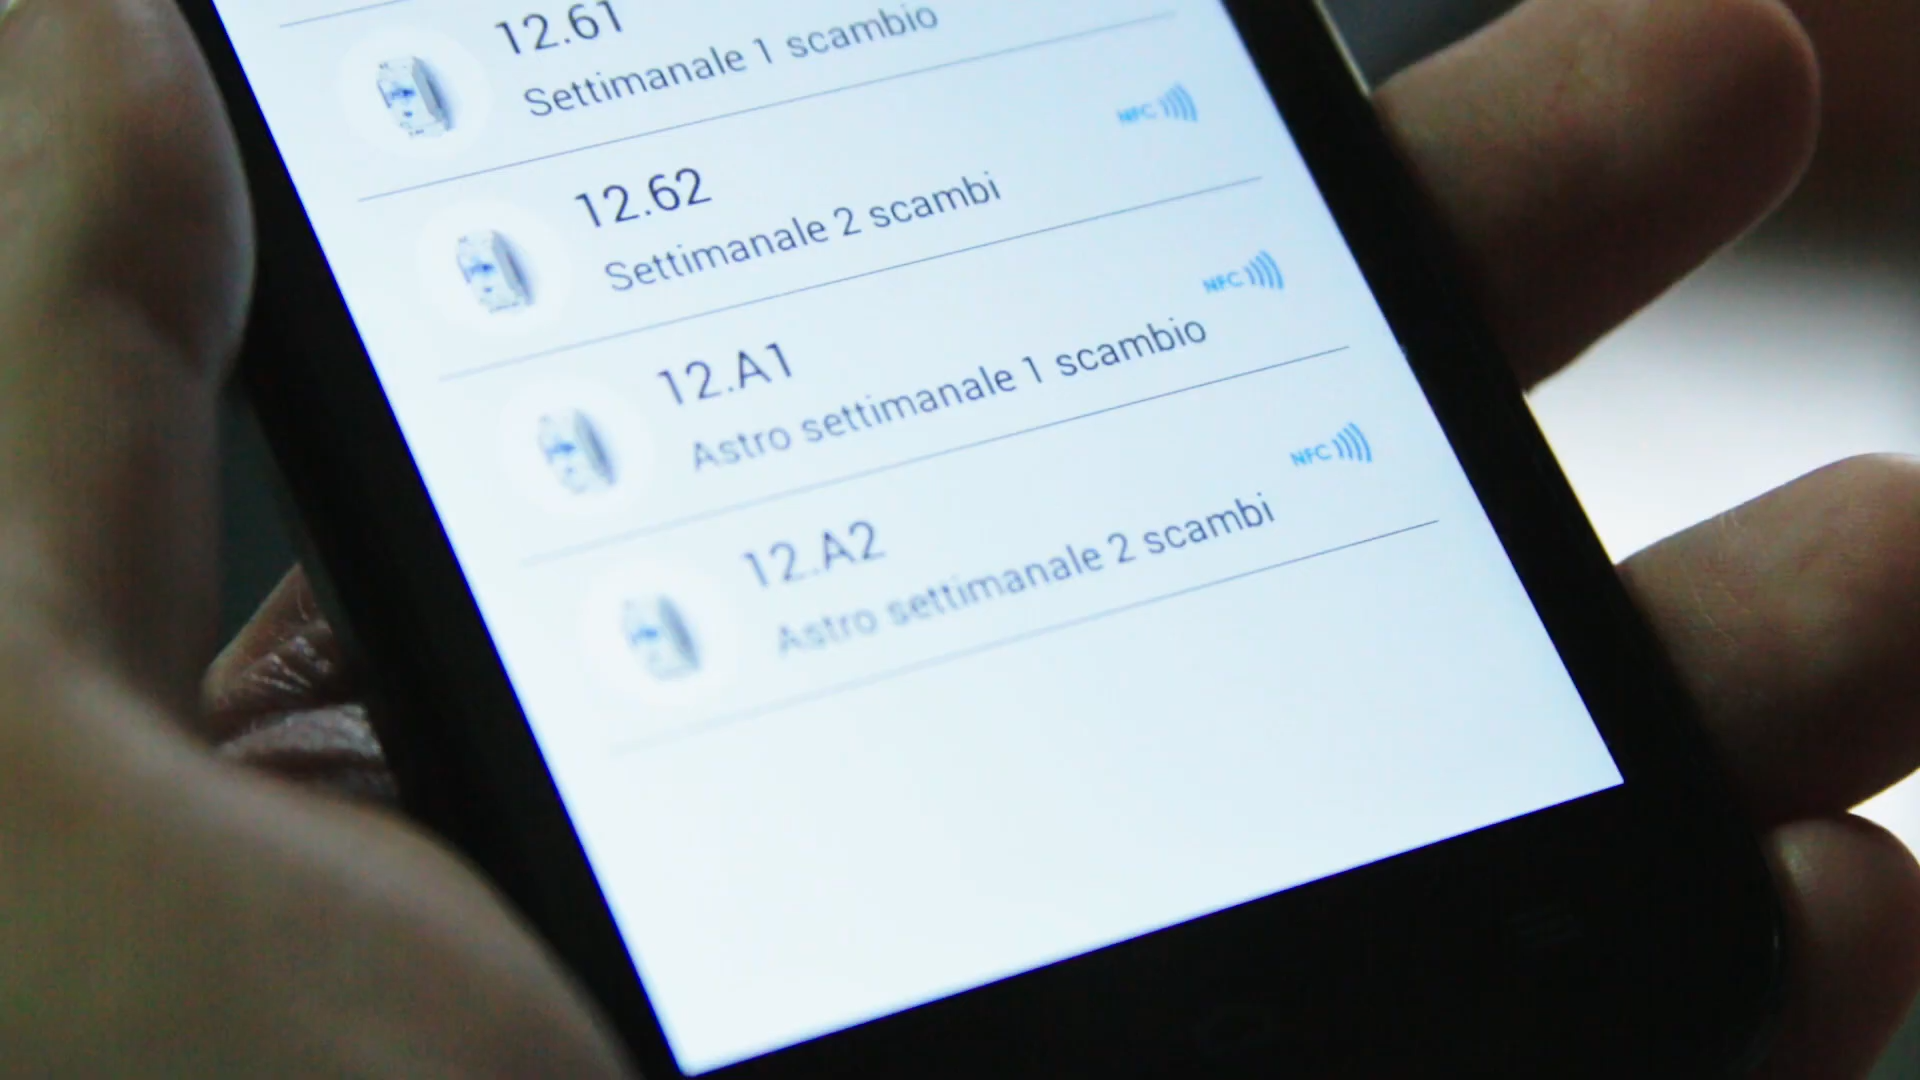 12.61
Settimanale 1 scambio
NFC
12.62
Settimanale 2 scambi
NFC
12.A1
Astro settimanale 1 scambio
NFC
12.A2
Astro settimanale 2 scambi